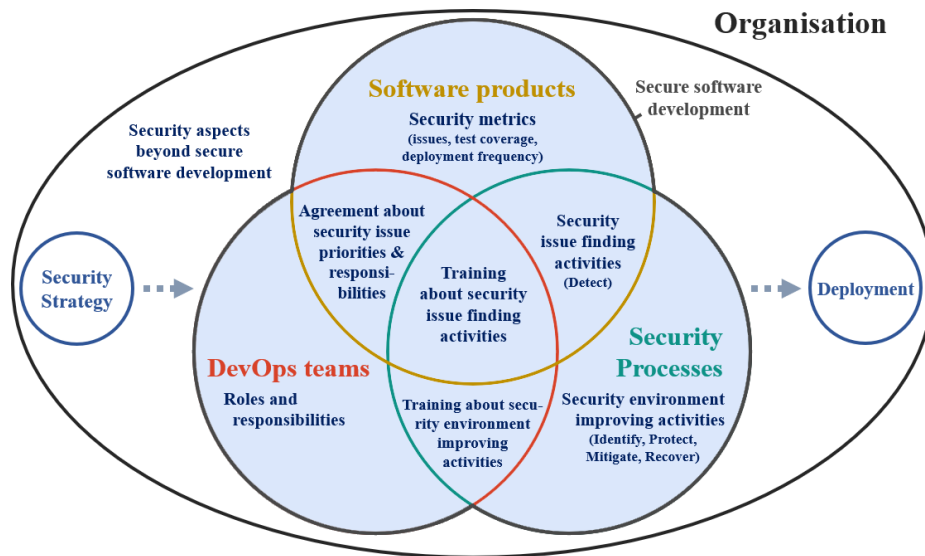 Organisation
Software products
Security metrics
(issues, test coverage,
deployment frequency)
Secure software
development
Security aspects
beyond secure
software development
Agreement about
security issue
priorities &
responsi-
bilities
Security
issue finding
activities
(Detect)
Training
about security
issue finding
activities
Security
Strategy
Deployment
DevOps teams
Roles and
responsibilities
Security
Processes
Security environment
improving activities
(Identify, Protect,
Mitigate, Recover)
Training about secu-
rity environment
improving
activities